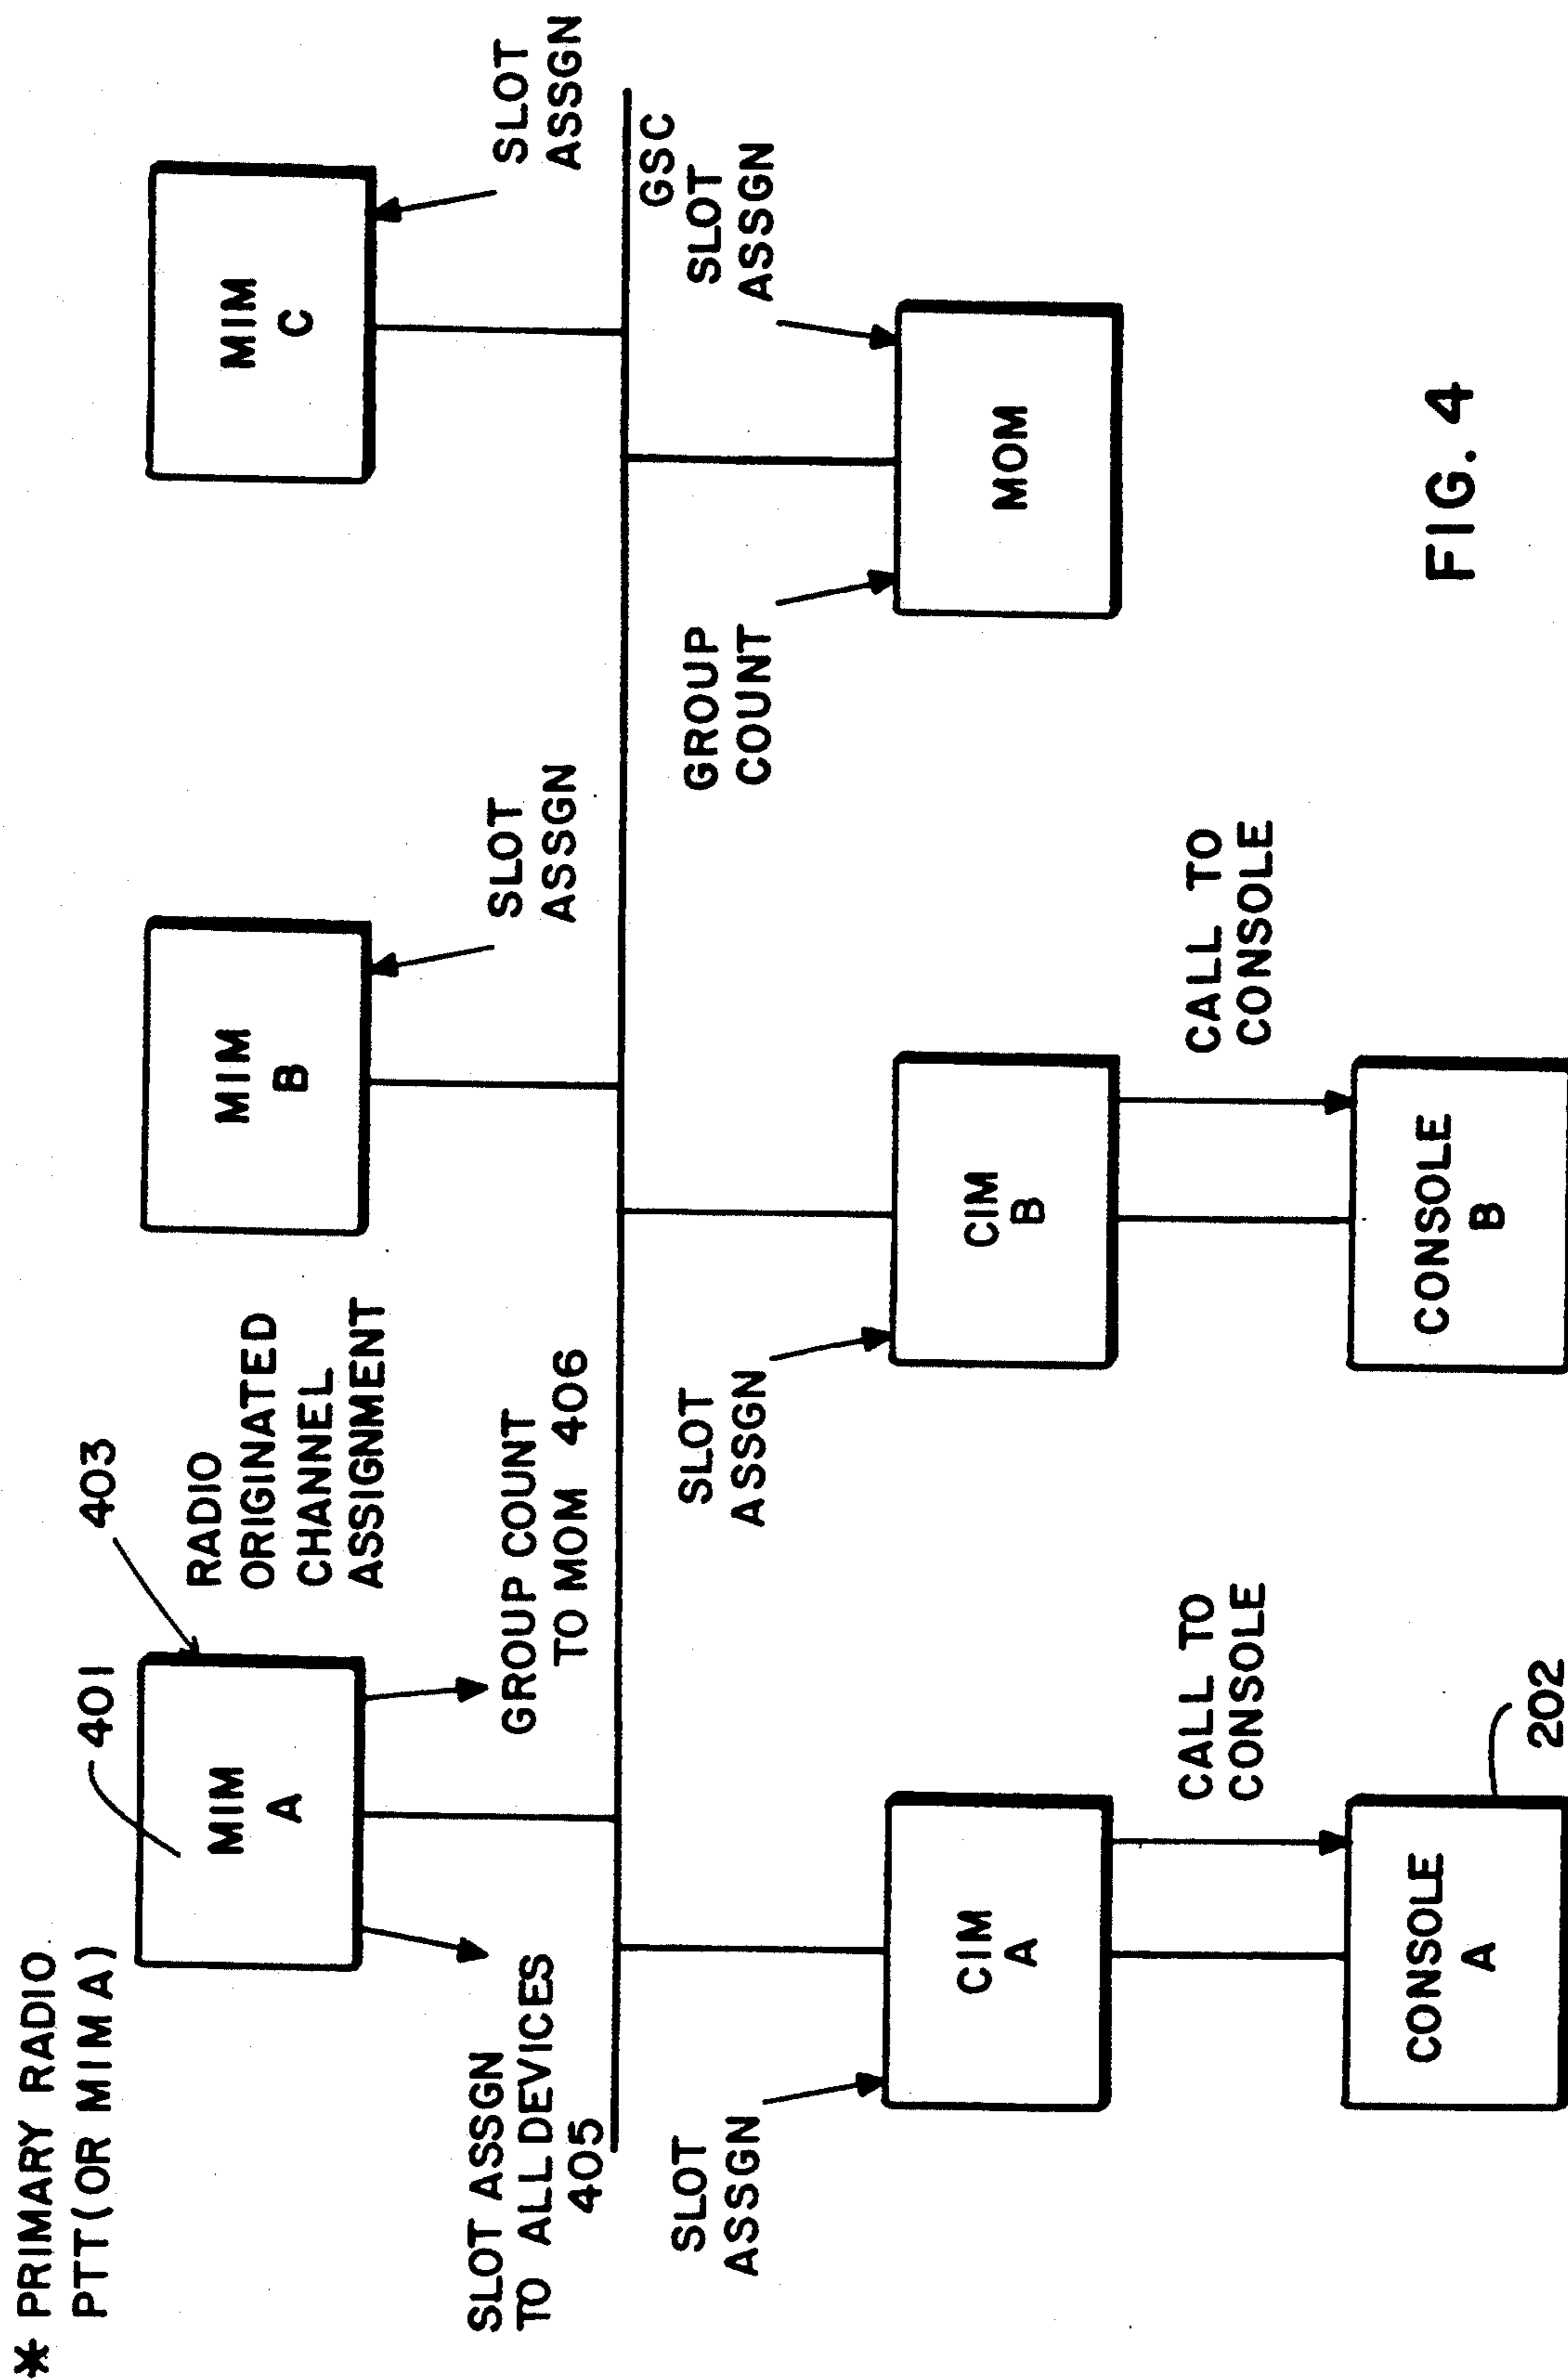 * PRIMARY RADIO
PTT (OR MIM A)
401
403
MIM
A
RADIO
ORIGINATED
CHANNEL
ASSIGNMENT
MIM
B
MIM
C
SLOT ASSGN
TO ALL DEVICES
405
GROUP COUNT
TO MOM 406
SLOT
ASSGN
SLOT
ASSGN
GSC
SLOT
ASSGN
SLOT
ASSGN
GROUP
COUNT
SLOT
ASSGN
CIM
A
CIM
B
MOM
CALL TO
CONSOLE
CALL TO
CONSOLE
CONSOLE
A
CONSOLE
B
202
FIG. 4